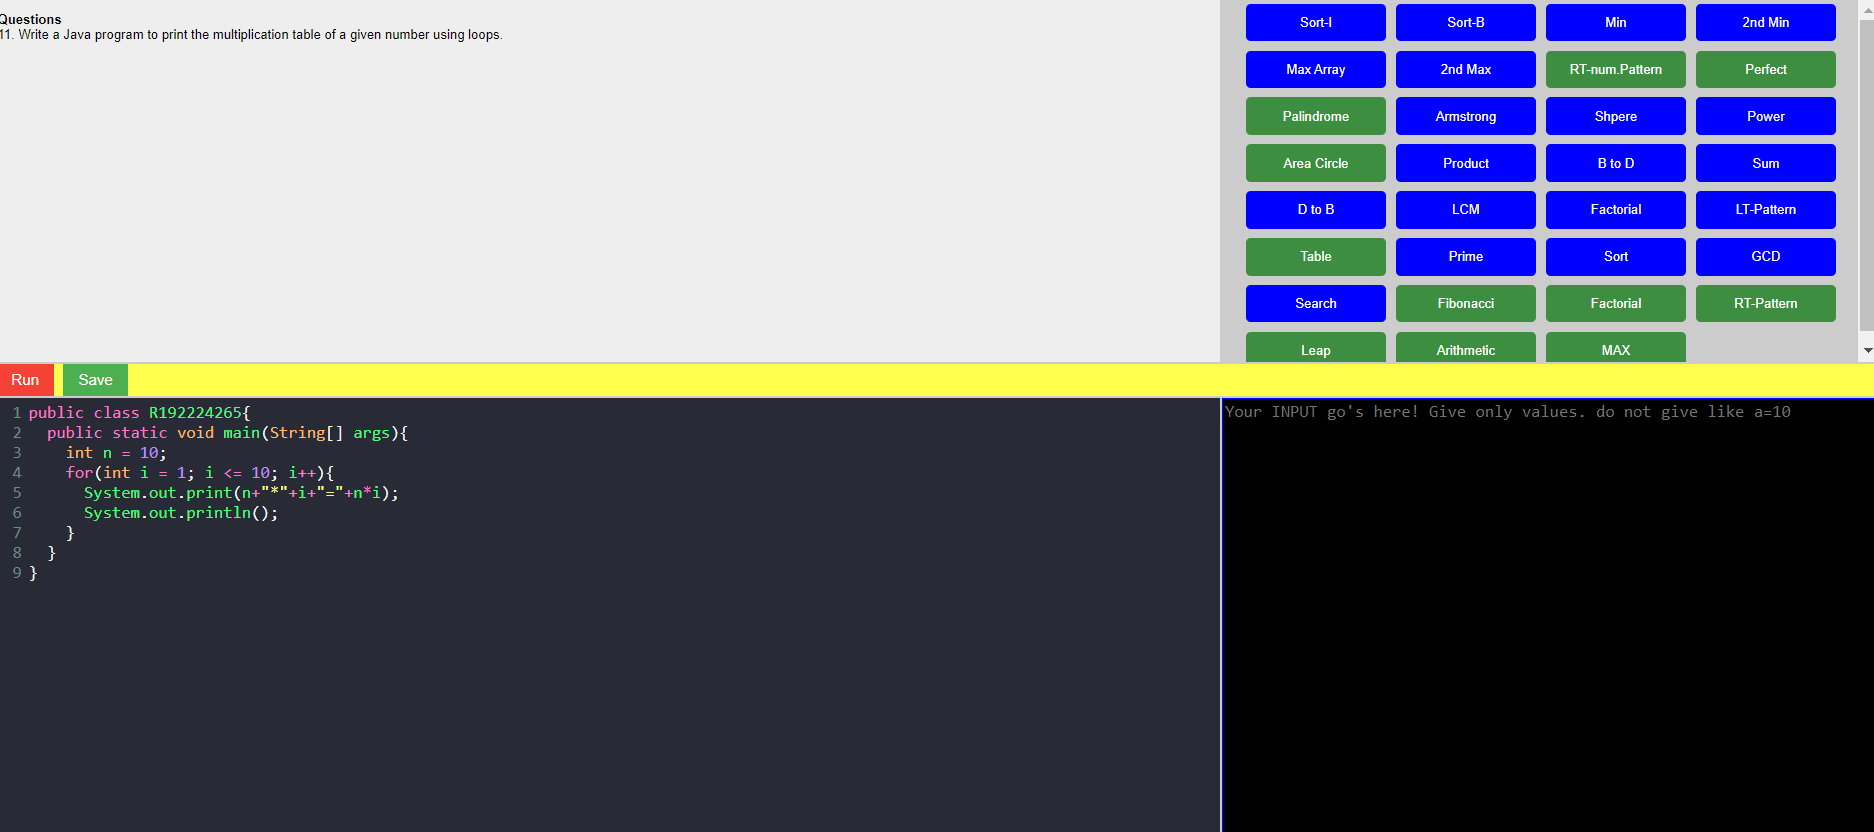 Questions
11. Write a Java program to print the multiplication table of a given number using loops.
Sort-I Sort-B Min 2nd Min
Max Array 2nd Max RT-num.Pattern Perfect
Palindrome Armstrong Shpere Power
Area Circle Product B to D Sum
D to B LCM Factorial LT-Pattern
Table Prime Sort GCD
Search Fibonacci Factorial RT-Pattern
Leap Arithmetic MAX
Run Save
1 public class R192224265{
2   public static void main(String[] args){
3     int n = 10;
4     for(int i = 1; i <= 10; i++){
5       System.out.print(n+"*"+i+"="+n*i);
6       System.out.println();
7     }
8   }
9 }
Your INPUT go's here! Give only values. do not give like a=10